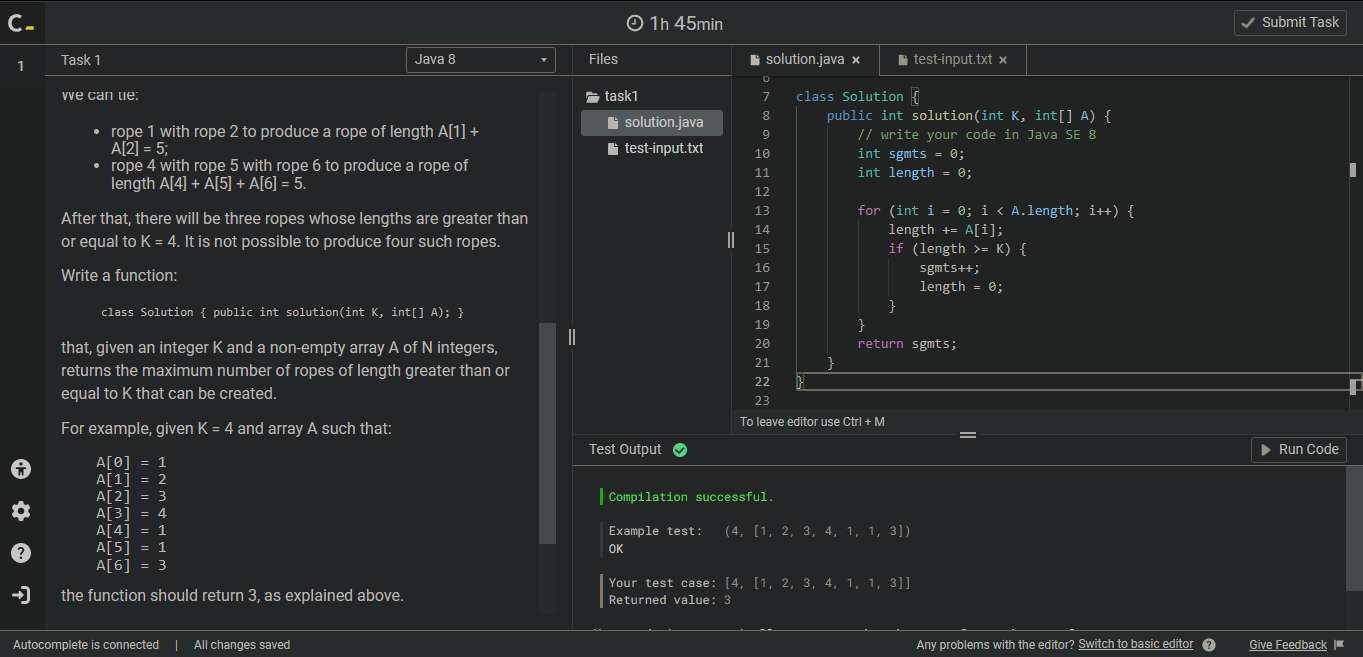 C_
1h 45min
Submit Task
1
Task 1
Java 8
Files
solution.java ×
test-input.txt ×
We can tie:
• rope 1 with rope 2 to produce a rope of length A[1] +
A[2] = 5;
• rope 4 with rope 5 with rope 6 to produce a rope of
length A[4] + A[5] + A[6] = 5.
After that, there will be three ropes whose lengths are greater than
or equal to K = 4. It is not possible to produce four such ropes.
Write a function:
class Solution { public int solution(int K, int[] A); }
that, given an integer K and a non-empty array A of N integers,
returns the maximum number of ropes of length greater than or
equal to K that can be created.
For example, given K = 4 and array A such that:
A[0] = 1
A[1] = 2
A[2] = 3
A[3] = 4
A[4] = 1
A[5] = 1
A[6] = 3
the function should return 3, as explained above.
task1
solution.java
test-input.txt
6
7 class Solution {
8 public int solution(int K, int[] A) {
9 // write your code in Java SE 8
10 int sgmts = 0;
11 int length = 0;
12
13 for (int i = 0; i < A.length; i++) {
14 length += A[i];
15 if (length >= K) {
16 sgmts++;
17 length = 0;
18 }
19 }
20 return sgmts;
21 }
22 }
23
To leave editor use Ctrl + M
Test Output
Run Code
Compilation successful.
Example test: (4, [1, 2, 3, 4, 1, 1, 3])
OK
Your test case: [4, [1, 2, 3, 4, 1, 1, 3]]
Returned value: 3
Autocomplete is connected | All changes saved
Any problems with the editor? Switch to basic editor ?
Give Feedback